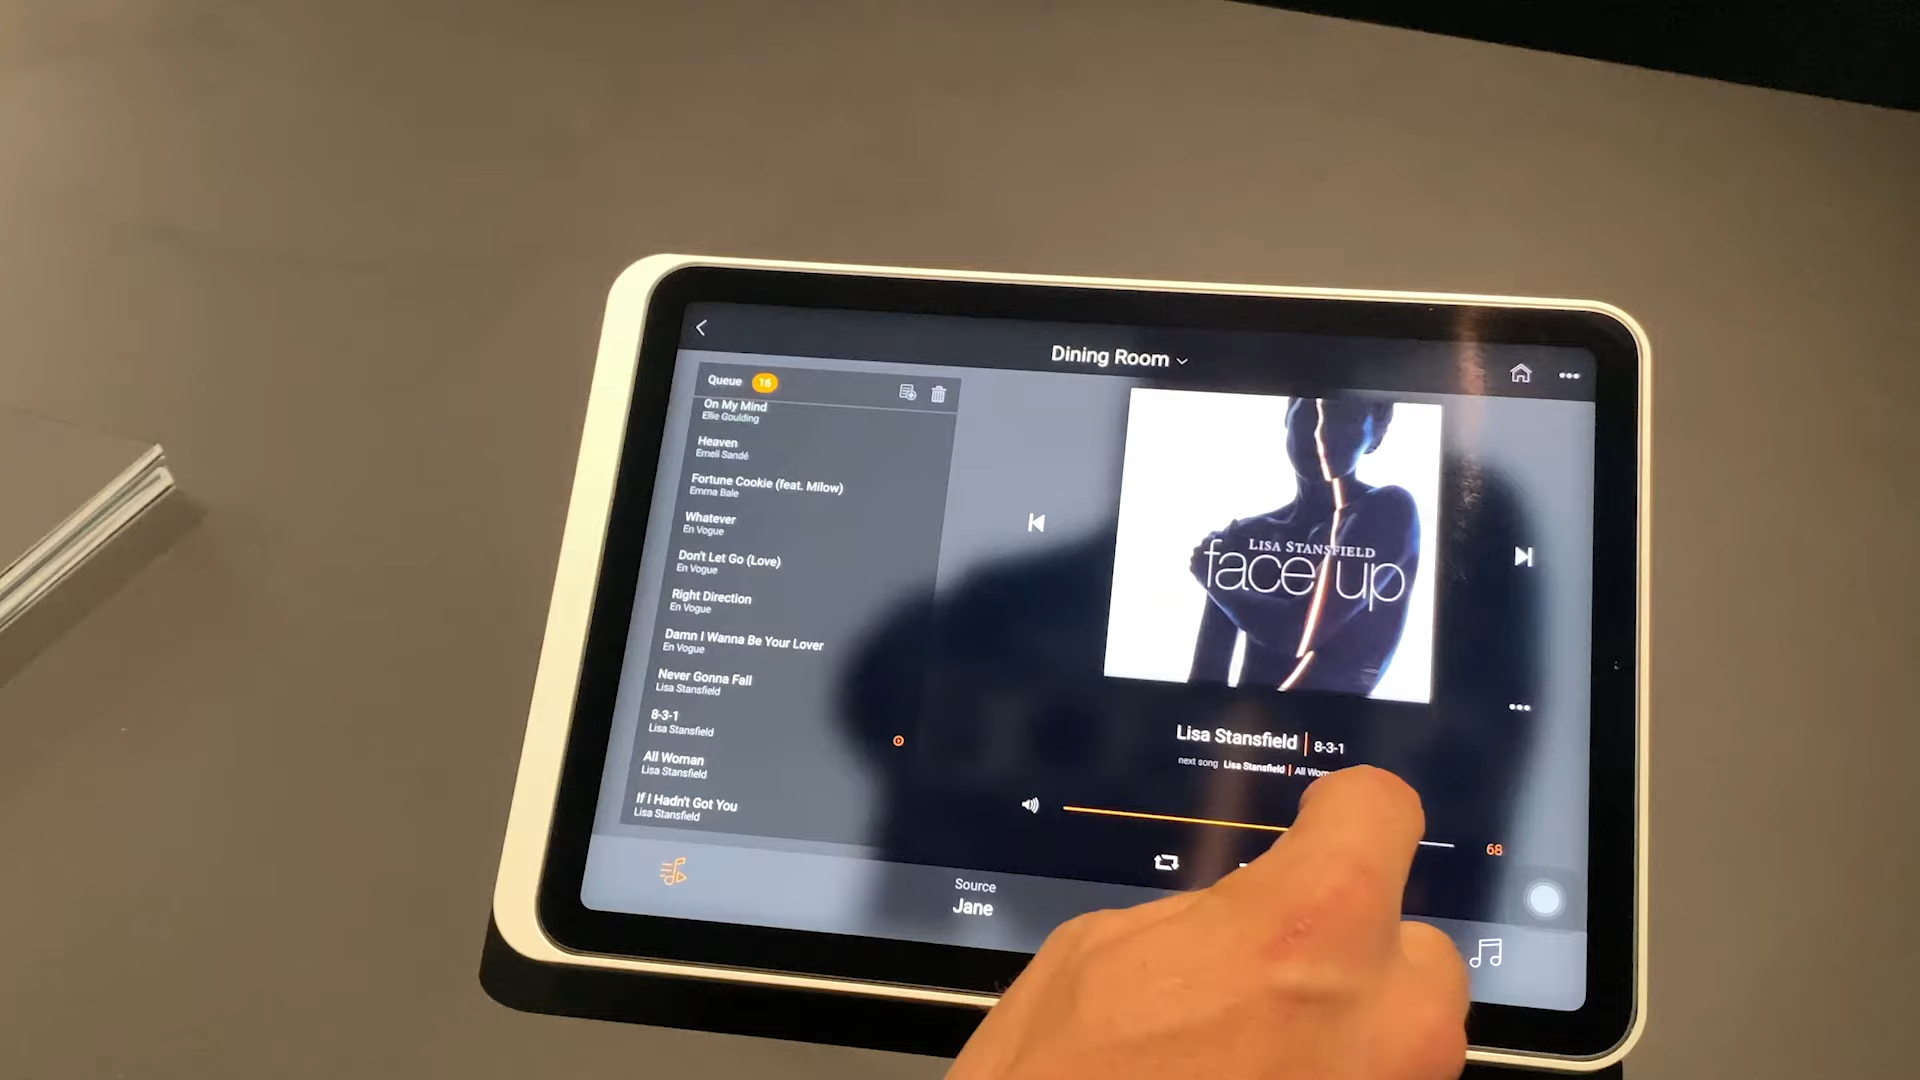 Dining Room
Queue 16
On My Mind
Ellie Goulding
Heaven
Emeli Sandé
Fortune Cookie (feat. Milow)
Emma Bale
Whatever
En Vogue
Don't Let Go (Love)
En Vogue
Right Direction
En Vogue
Damn I Wanna Be Your Lover
En Vogue
Never Gonna Fall
Lisa Stansfield
8-3-1
Lisa Stansfield
All Woman
Lisa Stansfield
If I Hadn't Got You
Lisa Stansfield
LISA STANSFIELD
face up
Lisa Stansfield | 8-3-1
next song Lisa Stansfield | All
68
Source
Jane